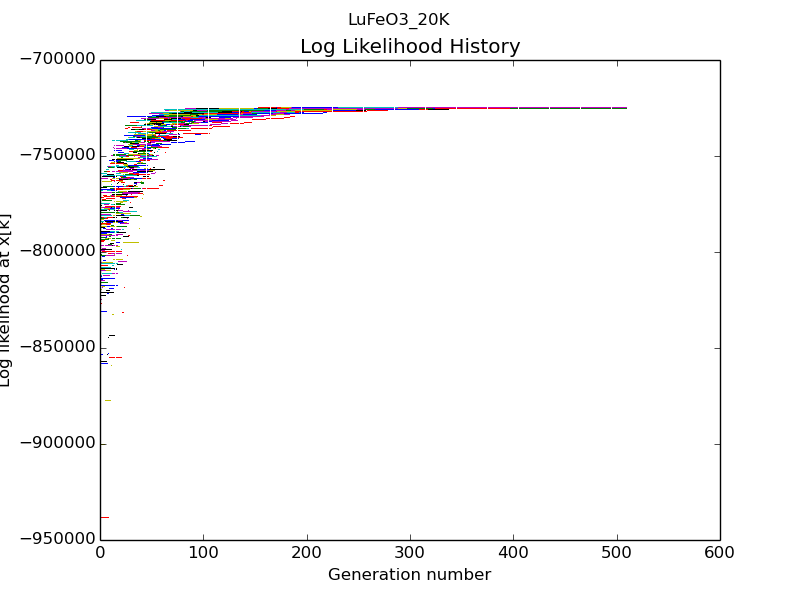 LuFeO3_20K
Log Likelihood History
−700000
−750000
−800000
−850000
−900000
−950000
Log likelihood at x[k]
0 100 200 300 400 500 600
Generation number